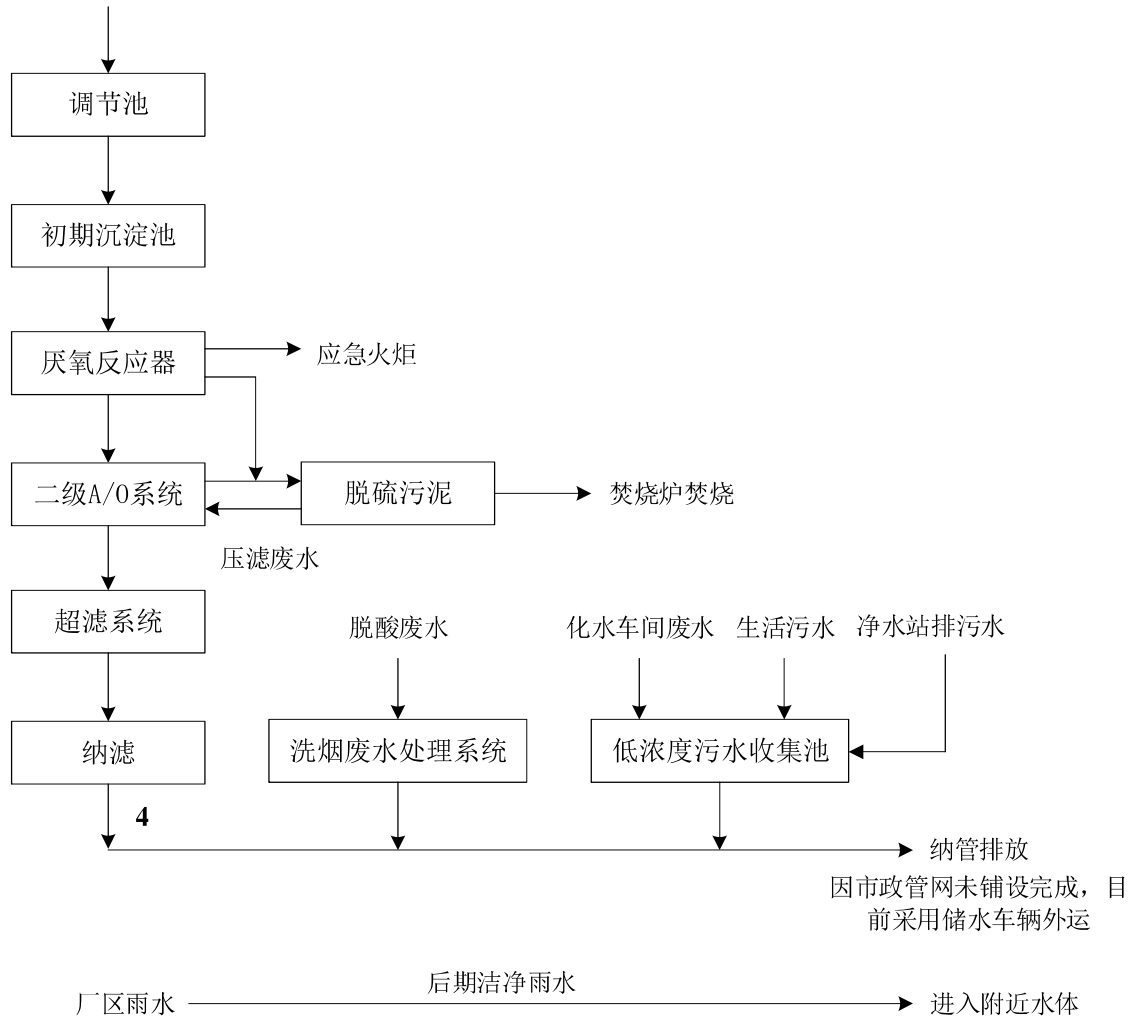 调节池
初期沉淀池
厌氧反应器
应急火炬
二级A/O系统
脱硫污泥
焚烧炉焚烧
压滤废水
超滤系统
脱酸废水
化水车间废水
生活污水
净水站排污水
纳滤
洗烟废水处理系统
低浓度污水收集池
4
纳管排放
因市政管网未铺设完成，目
前采用储水车辆外运
后期洁净雨水
厂区雨水
进入附近水体